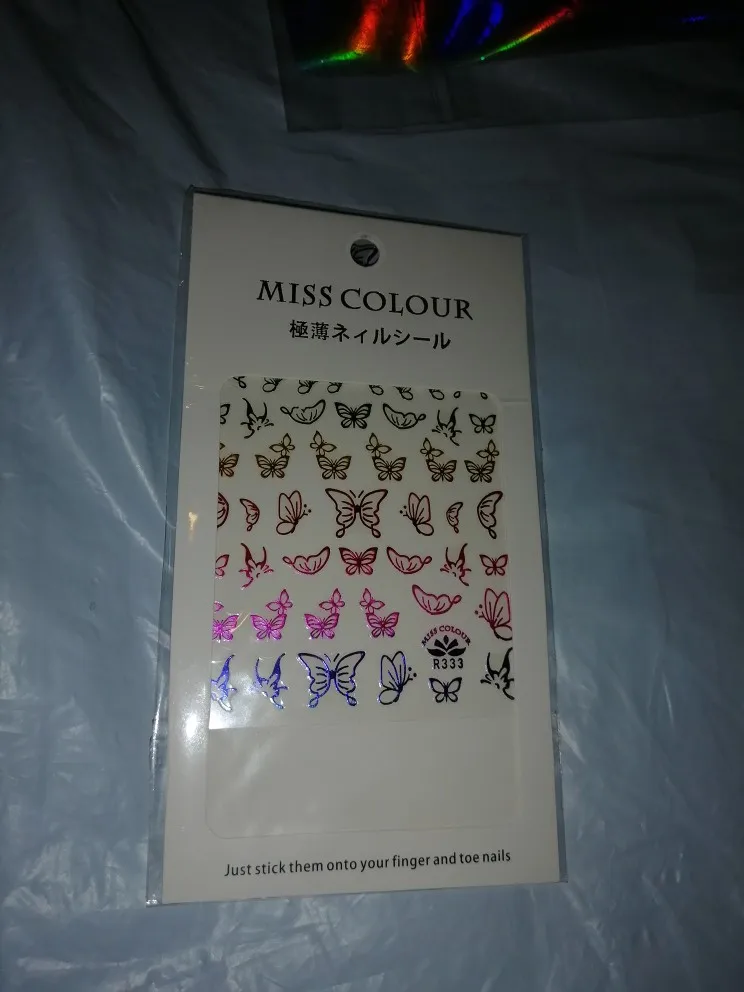 MISS COLOUR
極薄ネィルシール
MISS COLOUR
R333
Just stick them onto your finger and toe nails